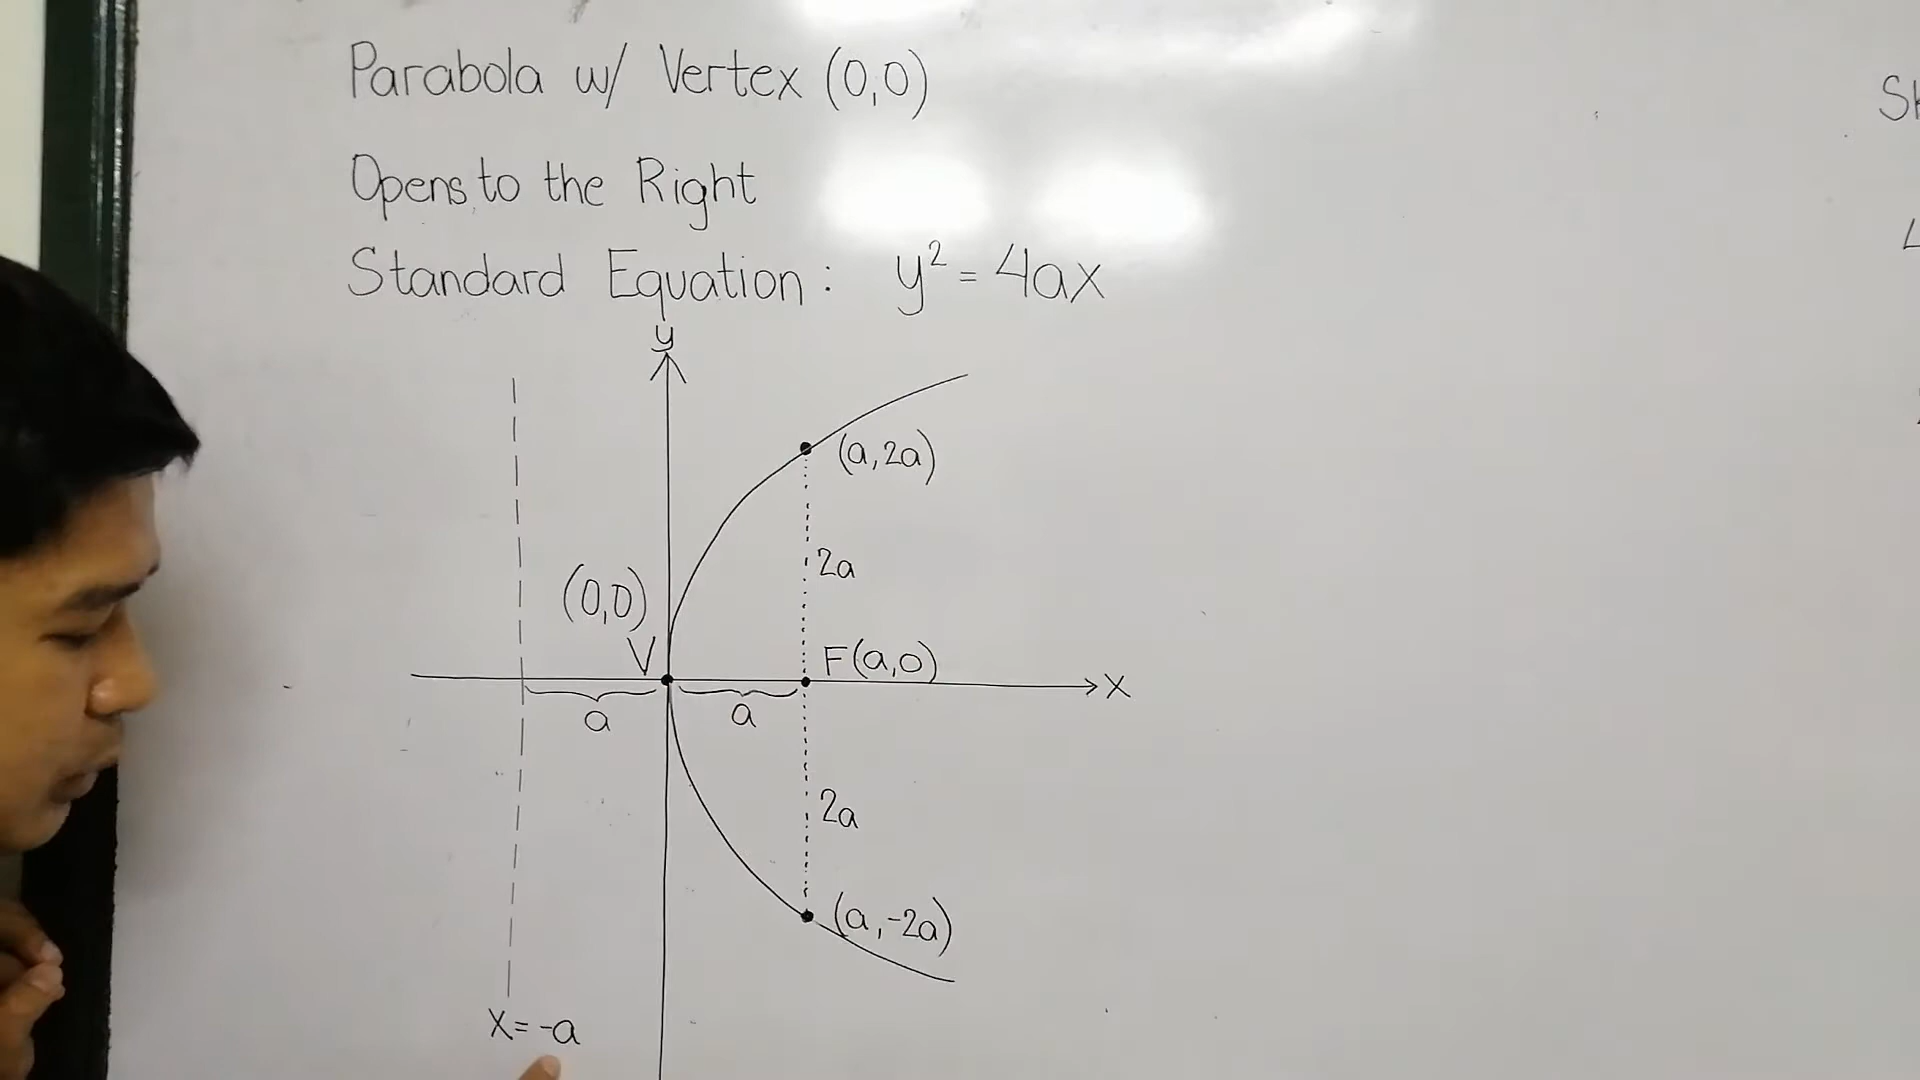 Parabola w/ Vertex (0,0)
Opens to the Right
Standard Equation: y² = 4ax
y
(a,2a)
2a
(0,0)
V
F(a,0)
x
a
a
2a
(a,-2a)
x=-a